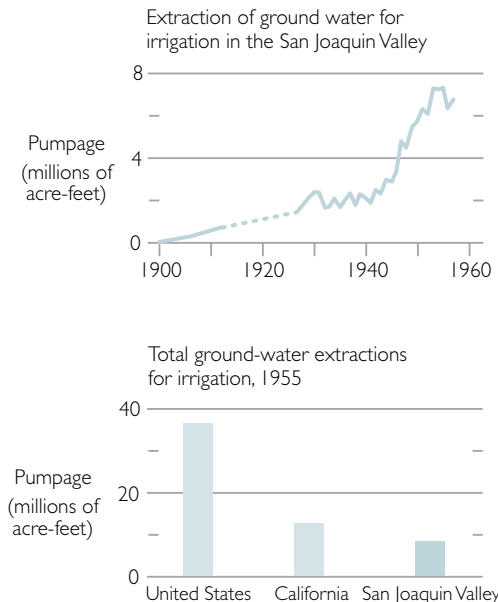 Extraction of ground water for
irrigation in the San Joaquin Valley
8
Pumpage
(millions of
acre-feet)
4
0
1900 1920 1940 1960
Total ground-water extractions
for irrigation, 1955
40
Pumpage
(millions of
acre-feet)
20
0
United States California San Joaquin Valley